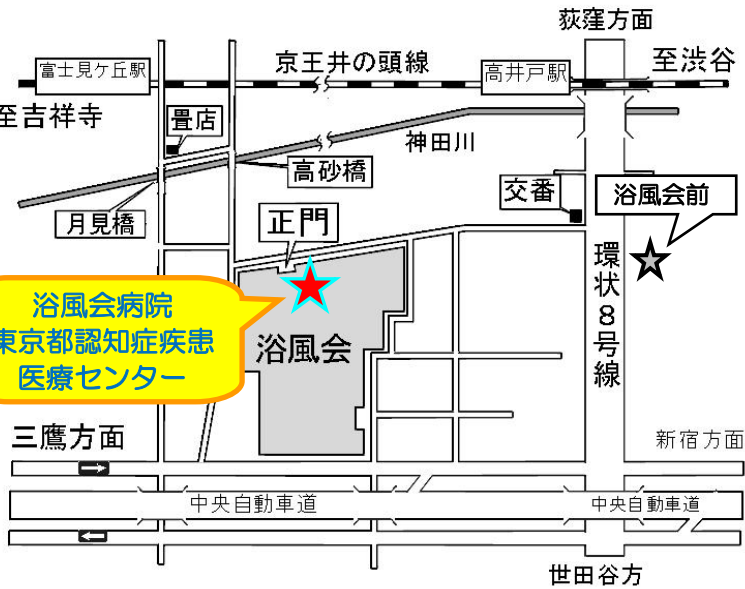 荻窪方面
富士見ケ丘駅
京王井の頭線
高井戸駅
至渋谷
至吉祥寺
畳店
神田川
高砂橋
交番
浴風会前
月見橋
正門
環状8号線
浴風会病院
東京都認知症疾患
医療センター
浴風会
三鷹方面
新宿方面
中央自動車道
中央自動車道
世田谷方